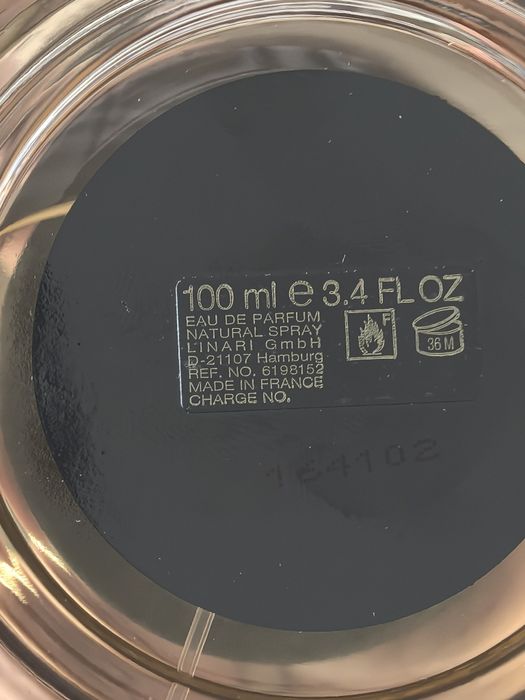 100 ml e 3.4 FL OZ
EAU DE PARFUM
NATURAL SPRAY
LINARI GmbH
D-21107 Hamburg
REF. NO. 6198152
MADE IN FRANCE
CHARGE NO.
F
36 M
164102